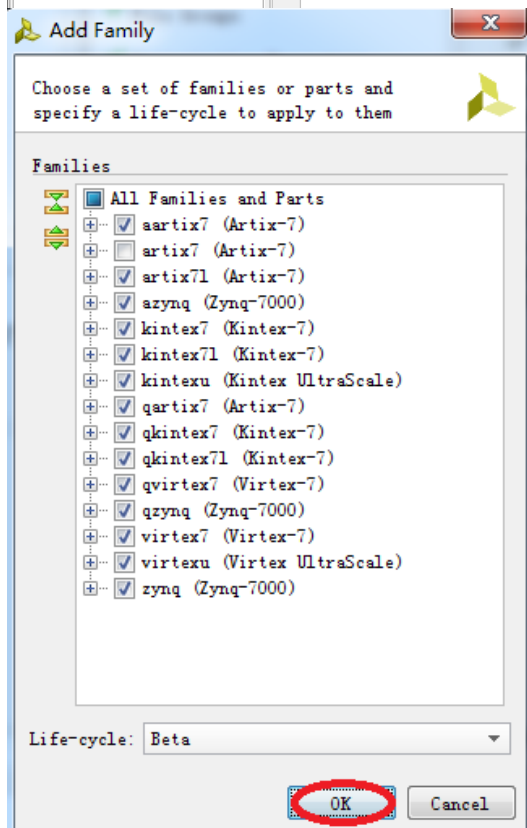 Add Family
Choose a set of families or parts and
specify a life-cycle to apply to them
Families
All Families and Parts
aartix7 (Artix-7)
artix7 (Artix-7)
artix7l (Artix-7)
azynq (Zynq-7000)
kintex7 (Kintex-7)
kintex7l (Kintex-7)
kintexu (Kintex UltraScale)
qartix7 (Artix-7)
qkintex7 (Kintex-7)
qkintex7l (Kintex-7)
qvirtex7 (Virtex-7)
qzynq (Zynq-7000)
virtex7 (Virtex-7)
virtexu (Virtex UltraScale)
zynq (Zynq-7000)
Life-cycle: Beta
OK Cancel